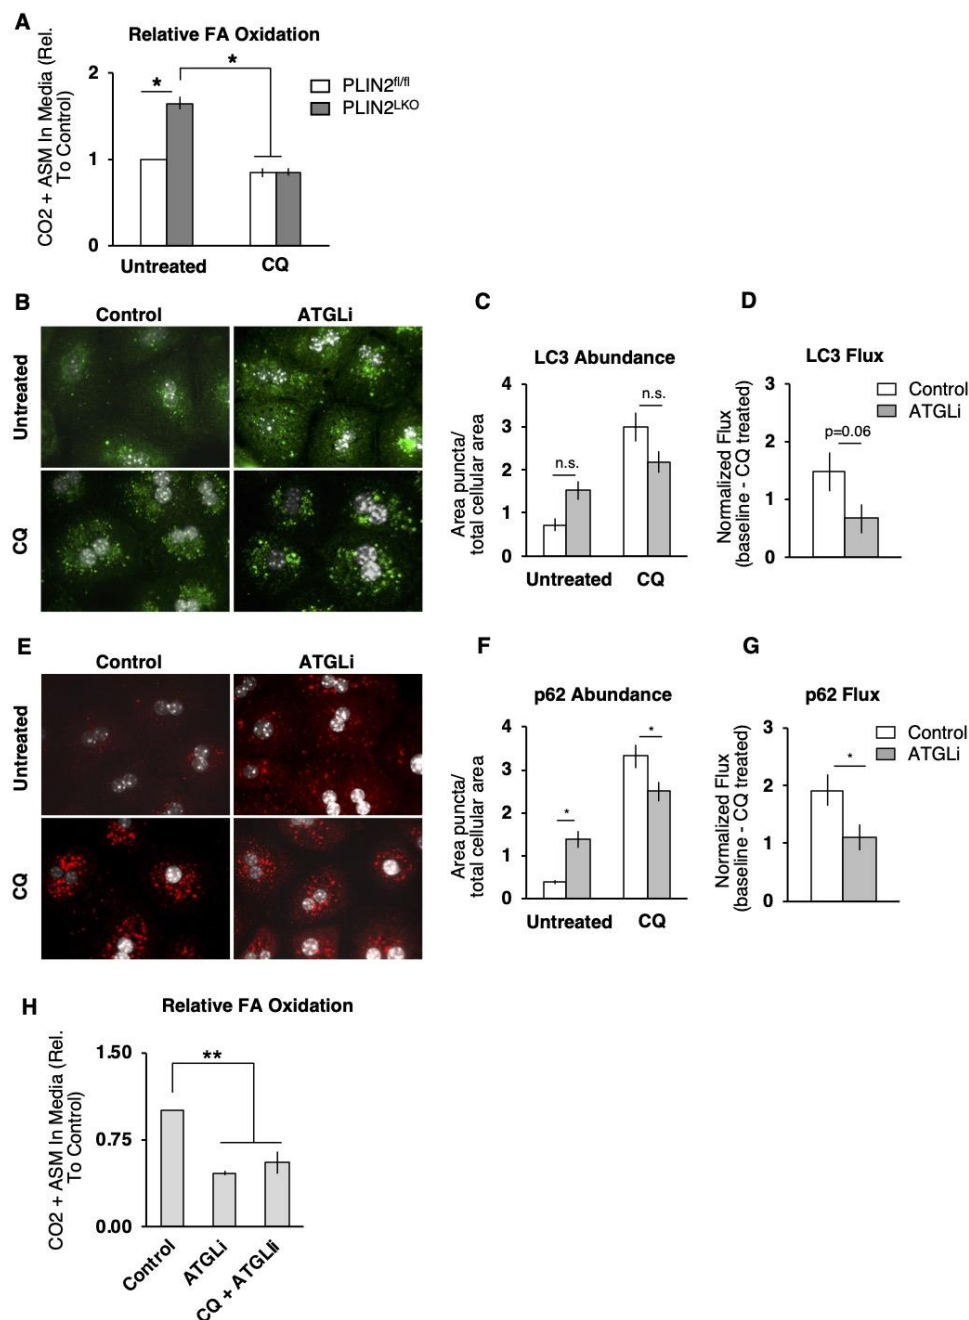 A
Relative FA Oxidation
CO2 + ASM In Media (Rel.
To Control)
2
1
0
*
*
PLIN2fl/fl
PLIN2LKO
Untreated
CQ
B
Control
ATGLi
Untreated
CQ
C
LC3 Abundance
Area puncta/
total cellular area
4
3
2
1
0
n.s.
n.s.
Untreated
CQ
D
LC3 Flux
Normalized Flux
(baseline - CQ treated)
3
2
1
0
p=0.06
Control
ATGLi
E
Control
ATGLi
Untreated
CQ
F
p62 Abundance
Area puncta/
total cellular area
4
3
2
1
0
*
*
Untreated
CQ
G
p62 Flux
Normalized Flux
(baseline - CQ treated)
3
2
1
0
*
Control
ATGLi
H
Relative FA Oxidation
CO2 + ASM In Media (Rel.
To Control)
1.50
0.75
0.00
**
Control
ATGLi
CQ + ATGLIi